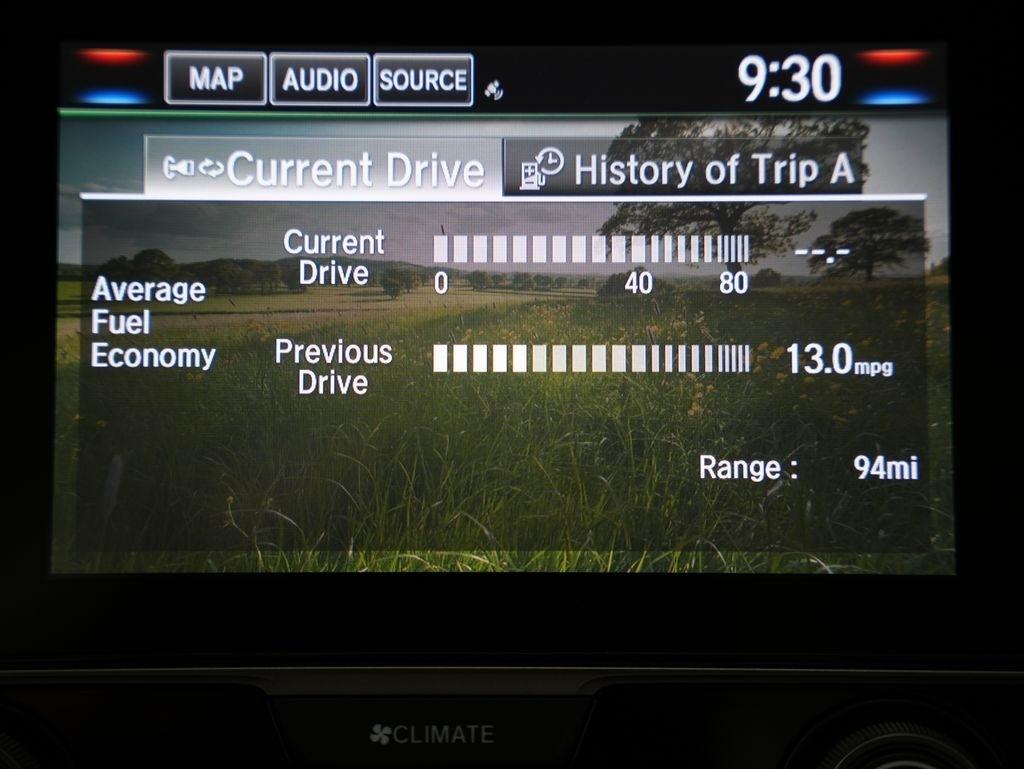 MAP AUDIO SOURCE 9:30
Current Drive History of Trip A
Current
Drive --.-
0 40 80
Average
Fuel
Economy
Previous
Drive 13.0mpg
Range : 94mi
CLIMATE